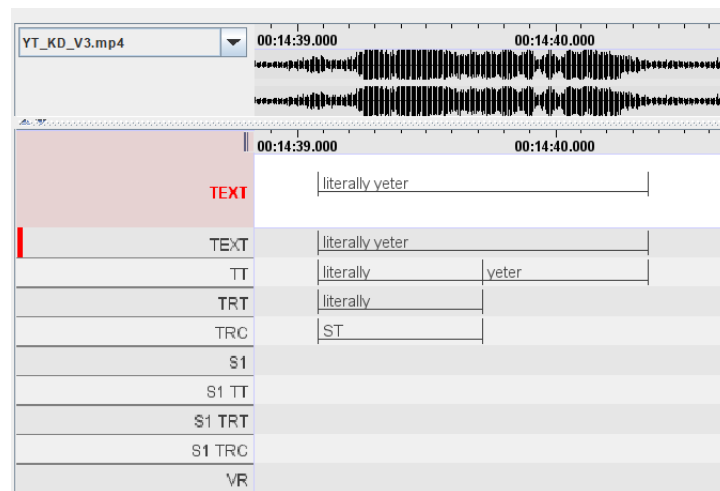 YT_KD_V3.mp4
00:14:39.000 00:14:40.000
00:14:39.000 00:14:40.000
TEXT literally yeter
TEXT literally yeter
TT literally yeter
TRT literally
TRC ST
S1
S1 TT
S1 TRT
S1 TRC
VR